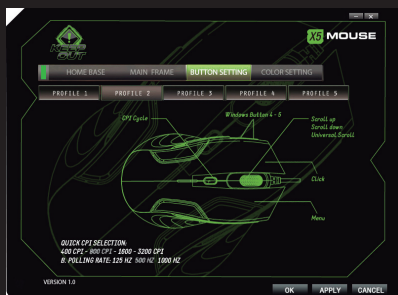 KEEP OUT
X5 MOUSE
HOME BASE MAIN FRAME BUTTON SETTING COLOR SETTING
PROFILE 1 PROFILE 2 PROFILE 3 PROFILE 4 PROFILE 5
CPI Cycle
Windows Button 4 - 5
Scroll up
Scroll down
Universal Scroll
Click
Menu
QUICK CPI SELECTION:
400 CPI - 800 CPI - 1600 - 3200 CPI
B. POLLING RATE: 125 HZ 500 HZ 1000 HZ
VERSION 1.0
OK APPLY CANCEL